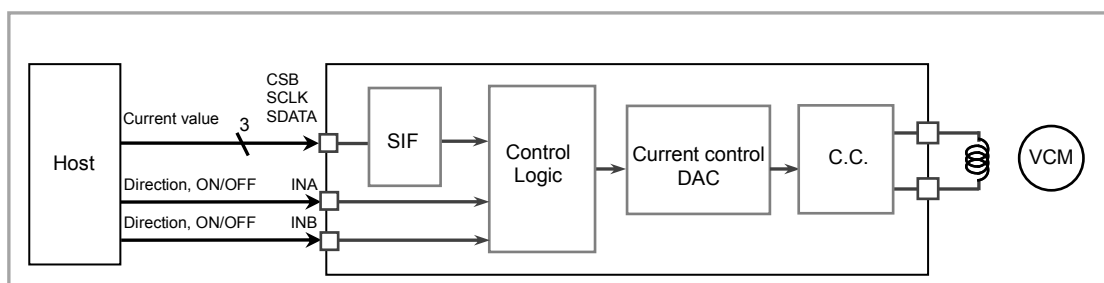 CSB
SCLK
SDATA
Current value
3
Host
SIF
Control
Logic
Current control
DAC
C.C.
VCM
Direction, ON/OFF
INA
Direction, ON/OFF
INB